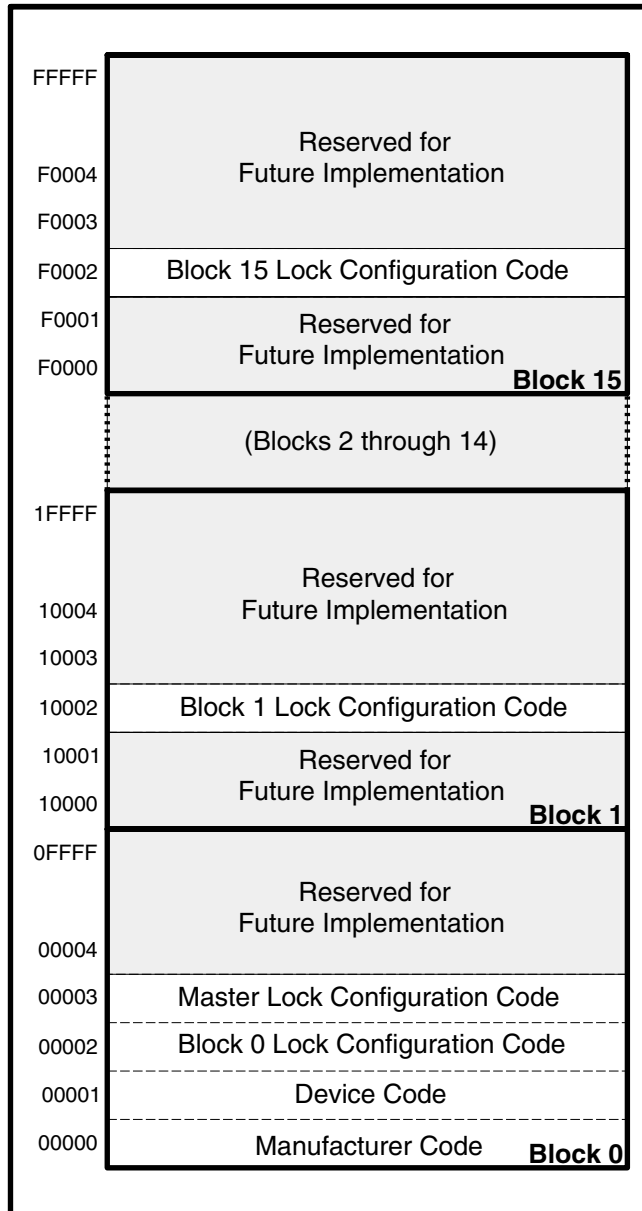 FFFFF
Reserved for
Future Implementation
F0004
F0003
F0002
Block 15 Lock Configuration Code
F0001
Reserved for
Future Implementation
F0000
Block 15
(Blocks 2 through 14)
1FFFF
Reserved for
Future Implementation
10004
10003
10002
Block 1 Lock Configuration Code
10001
Reserved for
Future Implementation
10000
Block 1
0FFFF
Reserved for
Future Implementation
00004
00003
Master Lock Configuration Code
00002
Block 0 Lock Configuration Code
00001
Device Code
00000
Manufacturer Code
Block 0